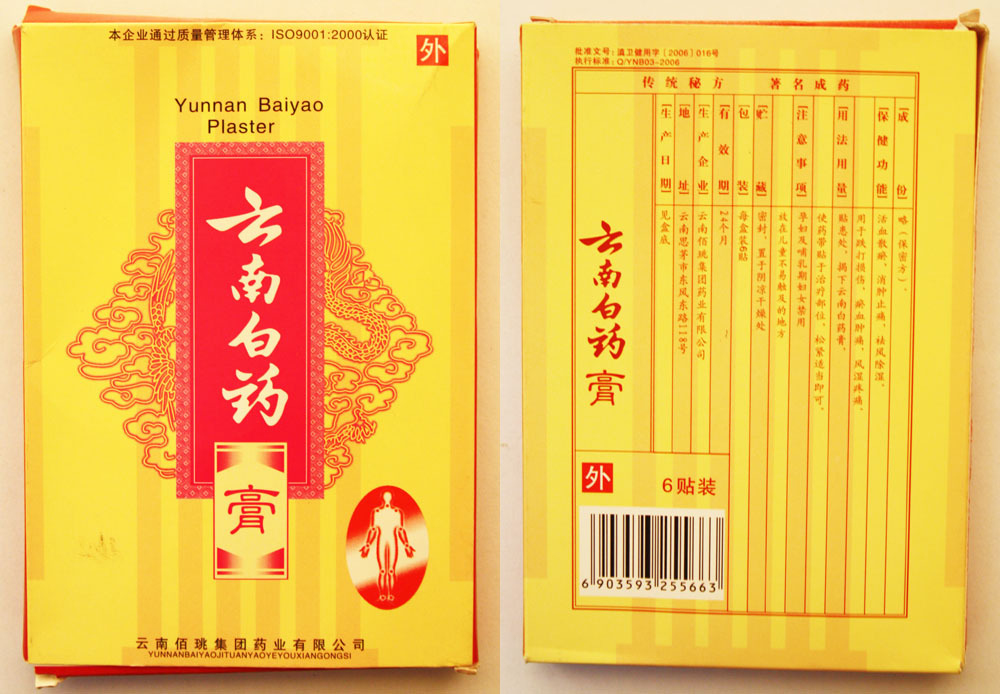 本企业通过质量管理体系：ISO9001:2000认证
外
Yunnan Baiyao
Plaster
云南白药
膏
云南佰珧集团药业有限公司
YUNNANBAIYAOJITUANYAOYEYOUXIANGONGSI
批准文号：滇卫健用字［2006］016号
执行标准：Q/YNB03-2006
传统秘方 著名成药
［成份］略（保密方）、
［保健功能］活血散瘀、消肿止痛、祛风除湿、
用于跌打损伤、瘀血肿痛、风湿疼痛、
［用法用量］贴患处、揭下云南白药膏、
使药带贴于治疗部位、松紧适当即可、
［注意事项］孕妇及哺乳期妇女禁用
放在儿童不易触及的地方
［贮藏］密封、置于阴凉干燥处
［包装］每盒装6贴
［有效期］24个月
［生产企业］云南佰珧集团药业有限公司
［地址］云南思茅市东风东路118号
［生产日期］见盒底
云南白药膏
外
6贴装
6 903593 255663